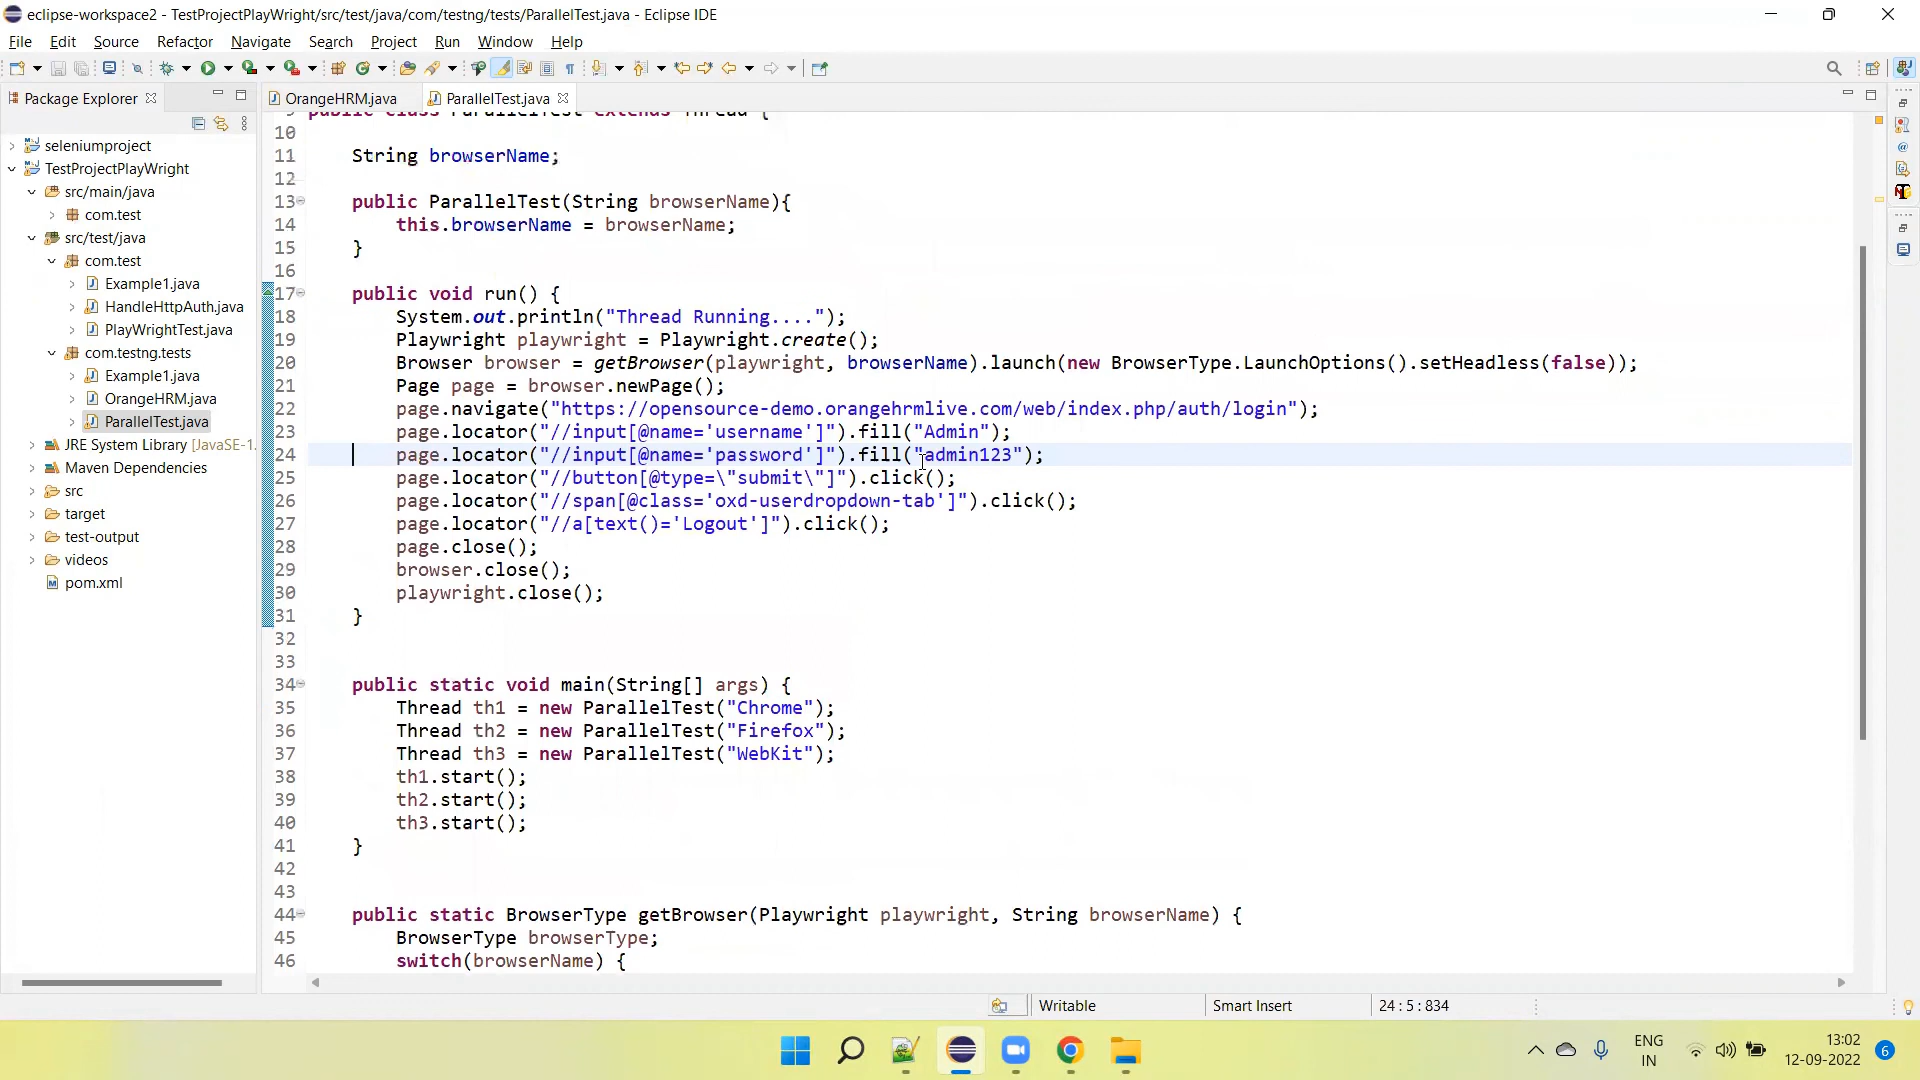 eclipse-workspace2 - TestProjectPlayWright/src/test/java/com/testng/tests/ParallelTest.java - Eclipse IDE
File Edit Source Refactor Navigate Search Project Run Window Help
Package Explorer
OrangeHRM.java
ParallelTest.java
seleniumproject
TestProjectPlayWright
src/main/java
com.test
src/test/java
com.test
Example1.java
HandleHttpAuth.java
PlayWrightTest.java
com.testng.tests
Example1.java
OrangeHRM.java
ParallelTest.java
JRE System Library [JavaSE-1.
Maven Dependencies
src
target
test-output
videos
pom.xml
9 public class ParallelTest extends Thread {
10
11 String browserName;
12
13 public ParallelTest(String browserName){
14 this.browserName = browserName;
15 }
16
17 public void run() {
18 System.out.println("Thread Running....");
19 Playwright playwright = Playwright.create();
20 Browser browser = getBrowser(playwright, browserName).launch(new BrowserType.LaunchOptions().setHeadless(false));
21 Page page = browser.newPage();
22 page.navigate("https://opensource-demo.orangehrmlive.com/web/index.php/auth/login");
23 page.locator("//input[@name='username']").fill("Admin");
24 page.locator("//input[@name='password']").fill("admin123");
25 page.locator("//button[@type=\"submit\"]").click();
26 page.locator("//span[@class='oxd-userdropdown-tab']").click();
27 page.locator("//a[text()='Logout']").click();
28 page.close();
29 browser.close();
30 playwright.close();
31 }
32
33
34 public static void main(String[] args) {
35 Thread th1 = new ParallelTest("Chrome");
36 Thread th2 = new ParallelTest("Firefox");
37 Thread th3 = new ParallelTest("WebKit");
38 th1.start();
39 th2.start();
40 th3.start();
41 }
42
43
44 public static BrowserType getBrowser(Playwright playwright, String browserName) {
45 BrowserType browserType;
46 switch(browserName) {
Writable Smart Insert 24 : 5 : 834
ENG
IN
13:02
12-09-2022
6